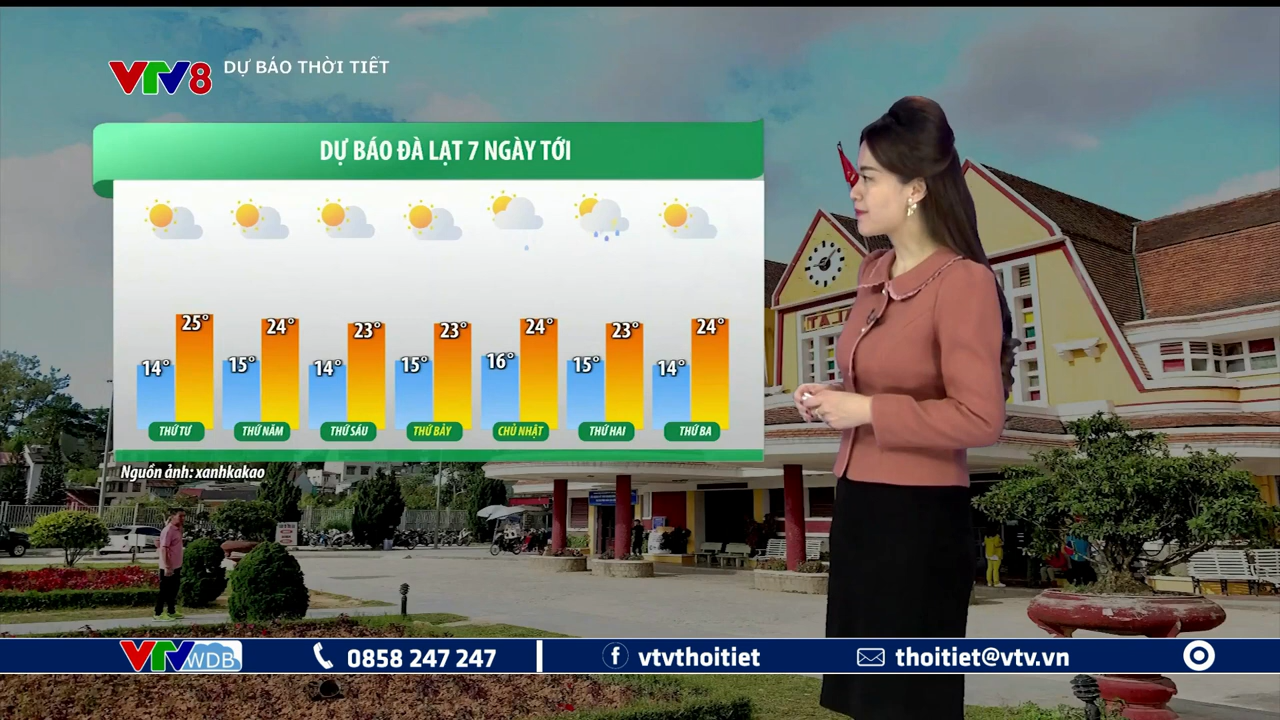 VTV8
DỰ BÁO THỜI TIẾT
DỰ BÁO ĐÀ LẠT 7 NGÀY TỚI
14° 25° 15° 24° 14° 23° 15° 23° 16° 24° 15° 23° 14° 24°
THỨ TƯ THỨ NĂM THỨ SÁU THỨ BẢY CHỦ NHẬT THỨ HAI THỨ BA
Nguồn ảnh: xanhkakao
VTV WDB 0858 247 247 vtvthoitiet thoitiet@vtv.vn